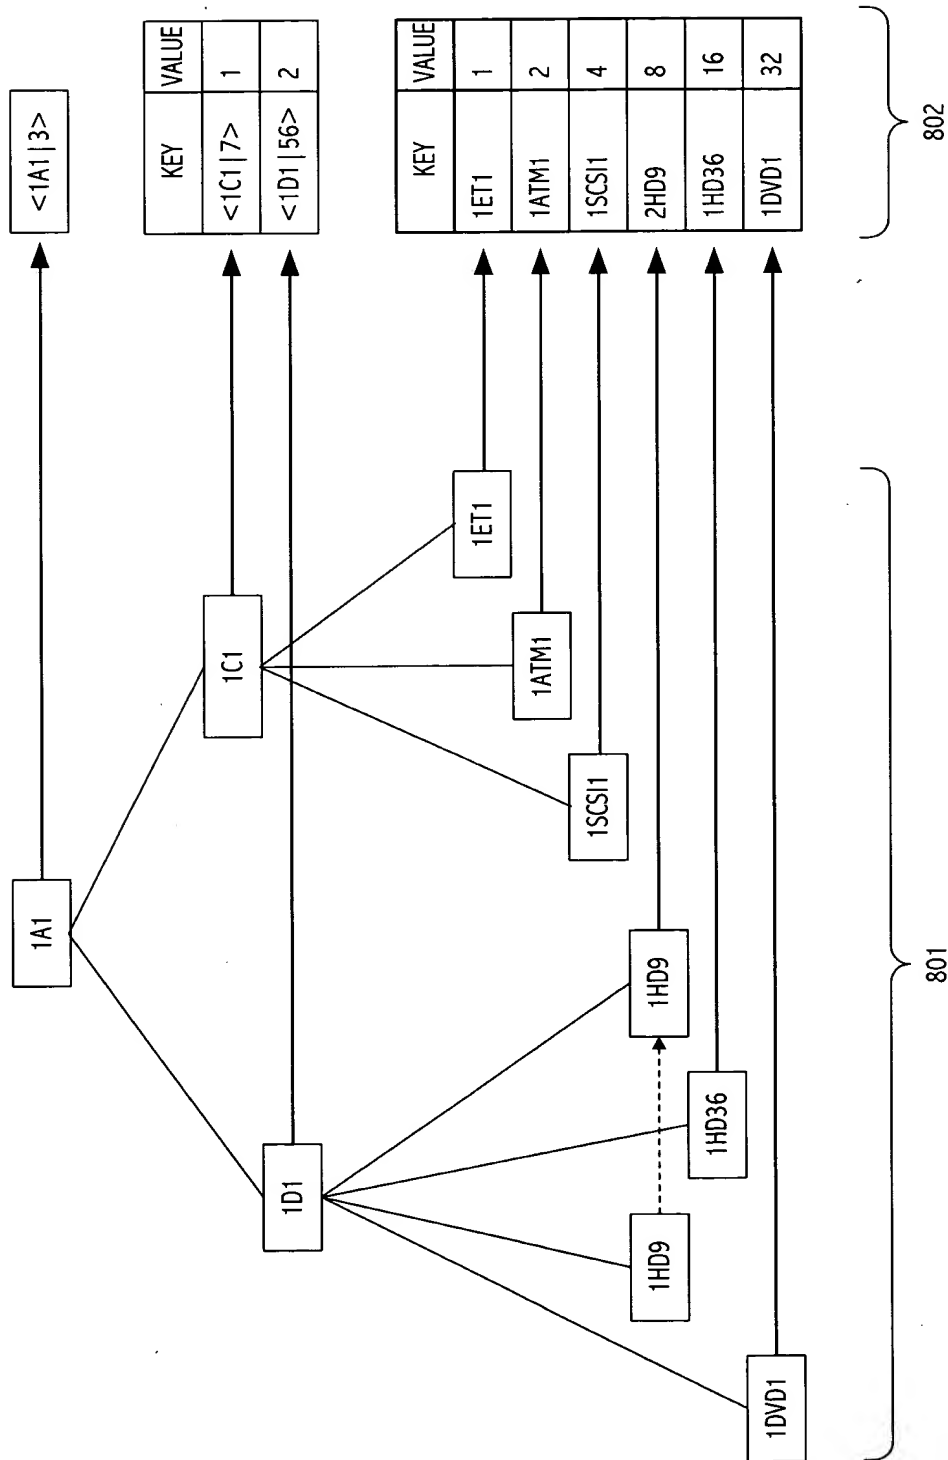 1A1
<1A1|3>
1C1
1D1
KEY VALUE
<1C1|7> 1
<1D1|56> 2
1ET1
1ATM1
1SCSI1
1HD9
1HD36
1HD9
1DVD1
KEY VALUE
1ET1 1
1ATM1 2
1SCSI1 4
2HD9 8
1HD36 16
1DVD1 32
801
802